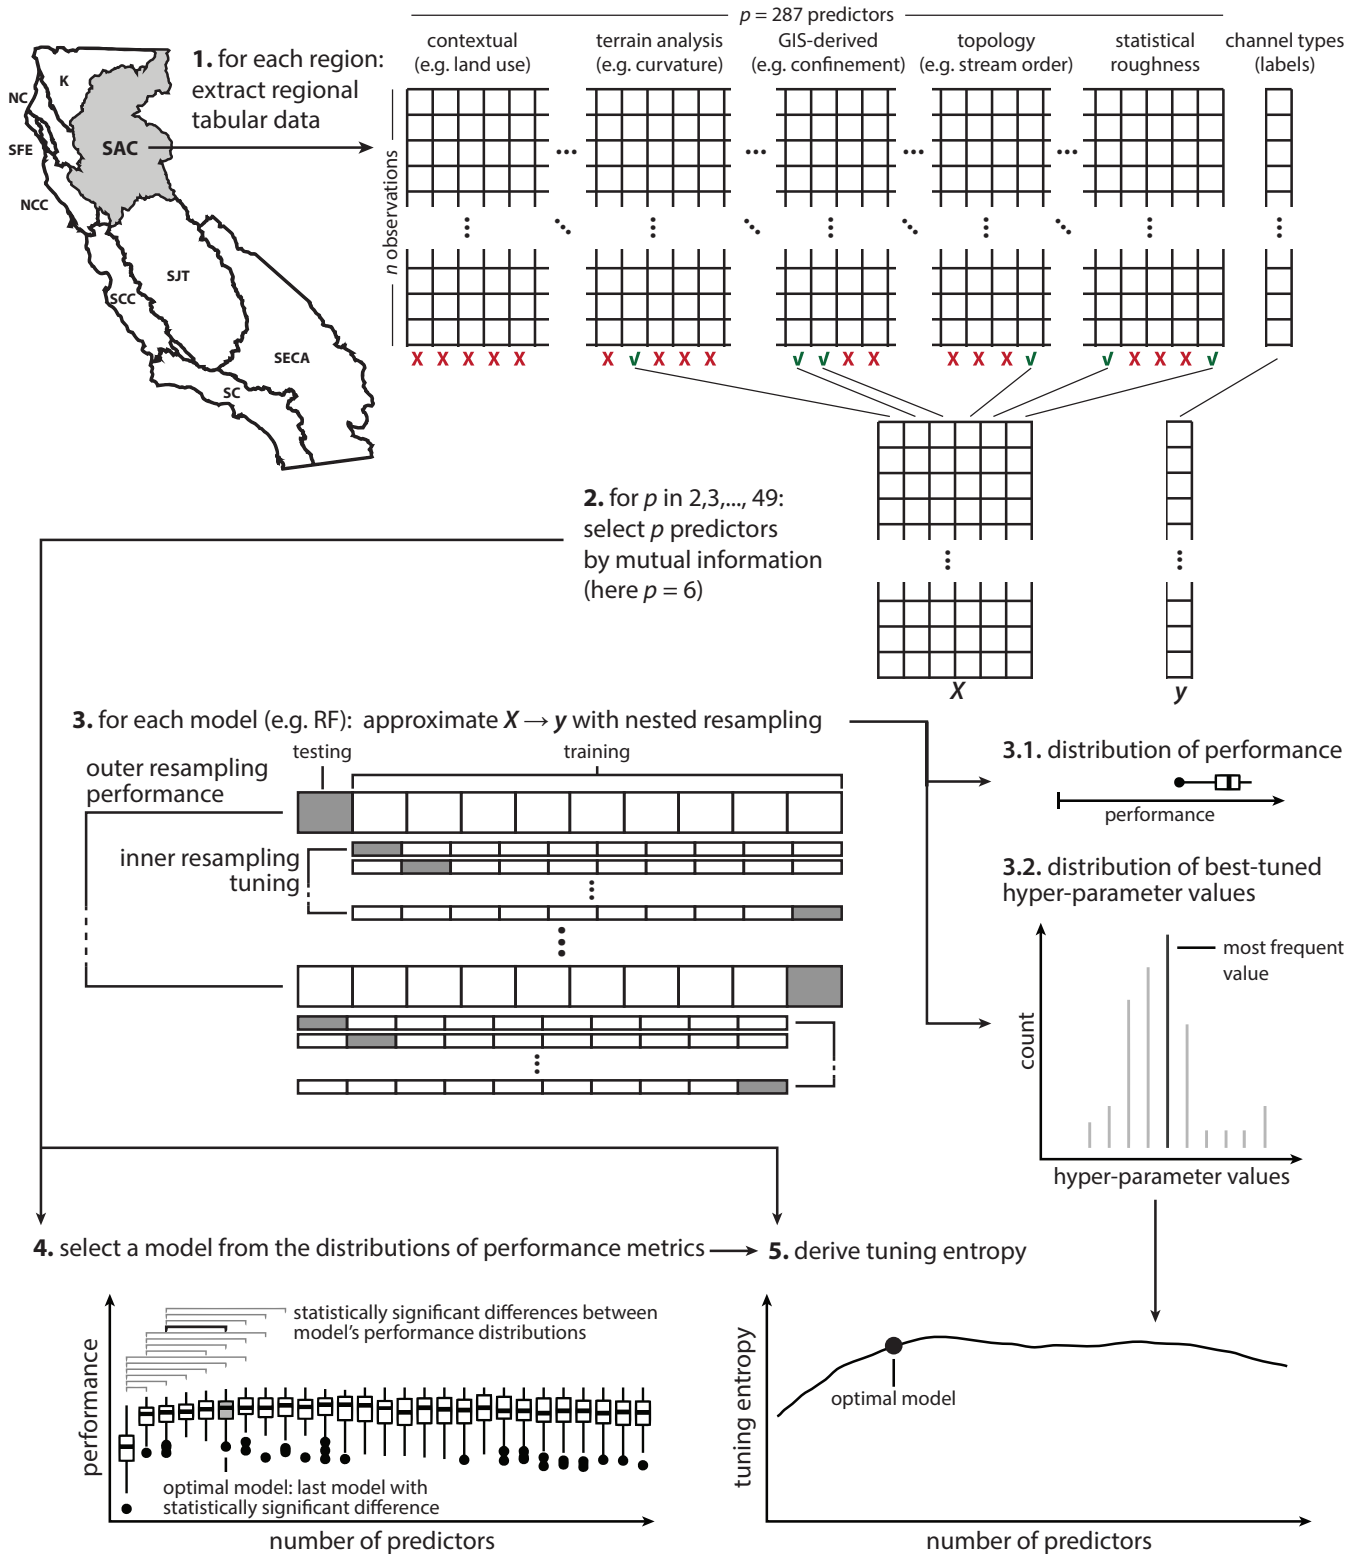 p = 287 predictors
contextual
(e.g. land use)
terrain analysis
(e.g. curvature)
GIS-derived
(e.g. confinement)
topology
(e.g. stream order)
statistical
roughness
channel types
(labels)
1. for each region:
extract regional
tabular data
K
NC
SFE
SAC
NCC
SJT
SCC
SECA
SC
n observations
X X X X X
X √ X X X
√ √ X X
X X X √
√ X X X √
2. for p in 2,3,..., 49:
select p predictors
by mutual information
(here p = 6)
X
y
3. for each model (e.g. RF): approximate X → y with nested resampling
testing
training
outer resampling
performance
inner resampling
tuning
3.1. distribution of performance
performance
3.2. distribution of best-tuned
hyper-parameter values
most frequent
value
count
hyper-parameter values
4. select a model from the distributions of performance metrics
5. derive tuning entropy
statistically significant differences between
model's performance distributions
performance
optimal model: last model with
statistically significant difference
number of predictors
tuning entropy
optimal model
number of predictors